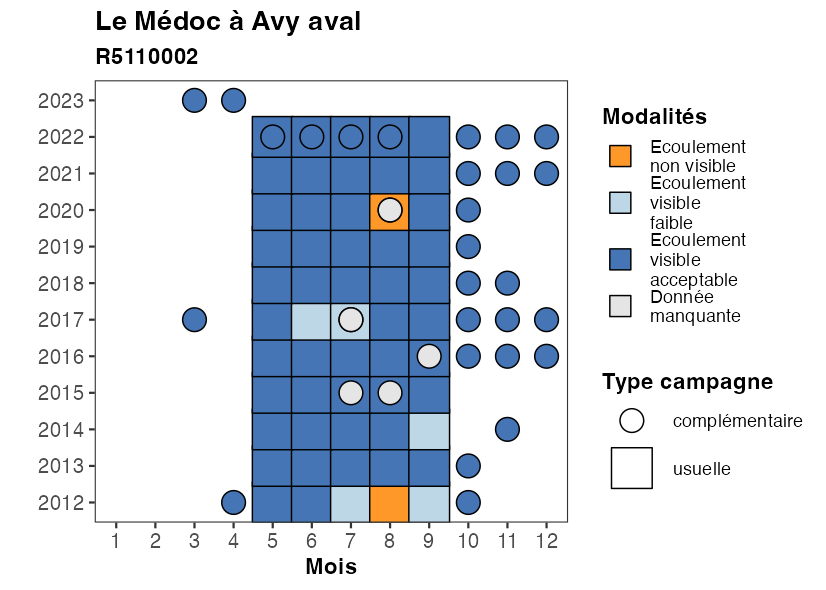 Le Médoc à Avy aval
R5110002
2023
2022
2021
2020
2019
2018
2017
2016
2015
2014
2013
2012
1 2 3 4 5 6 7 8 9 10 11 12
Mois
Modalités
Ecoulement
non visible
Ecoulement
visible
faible
Ecoulement
visible
acceptable
Donnée
manquante
Type campagne
complémentaire
usuelle